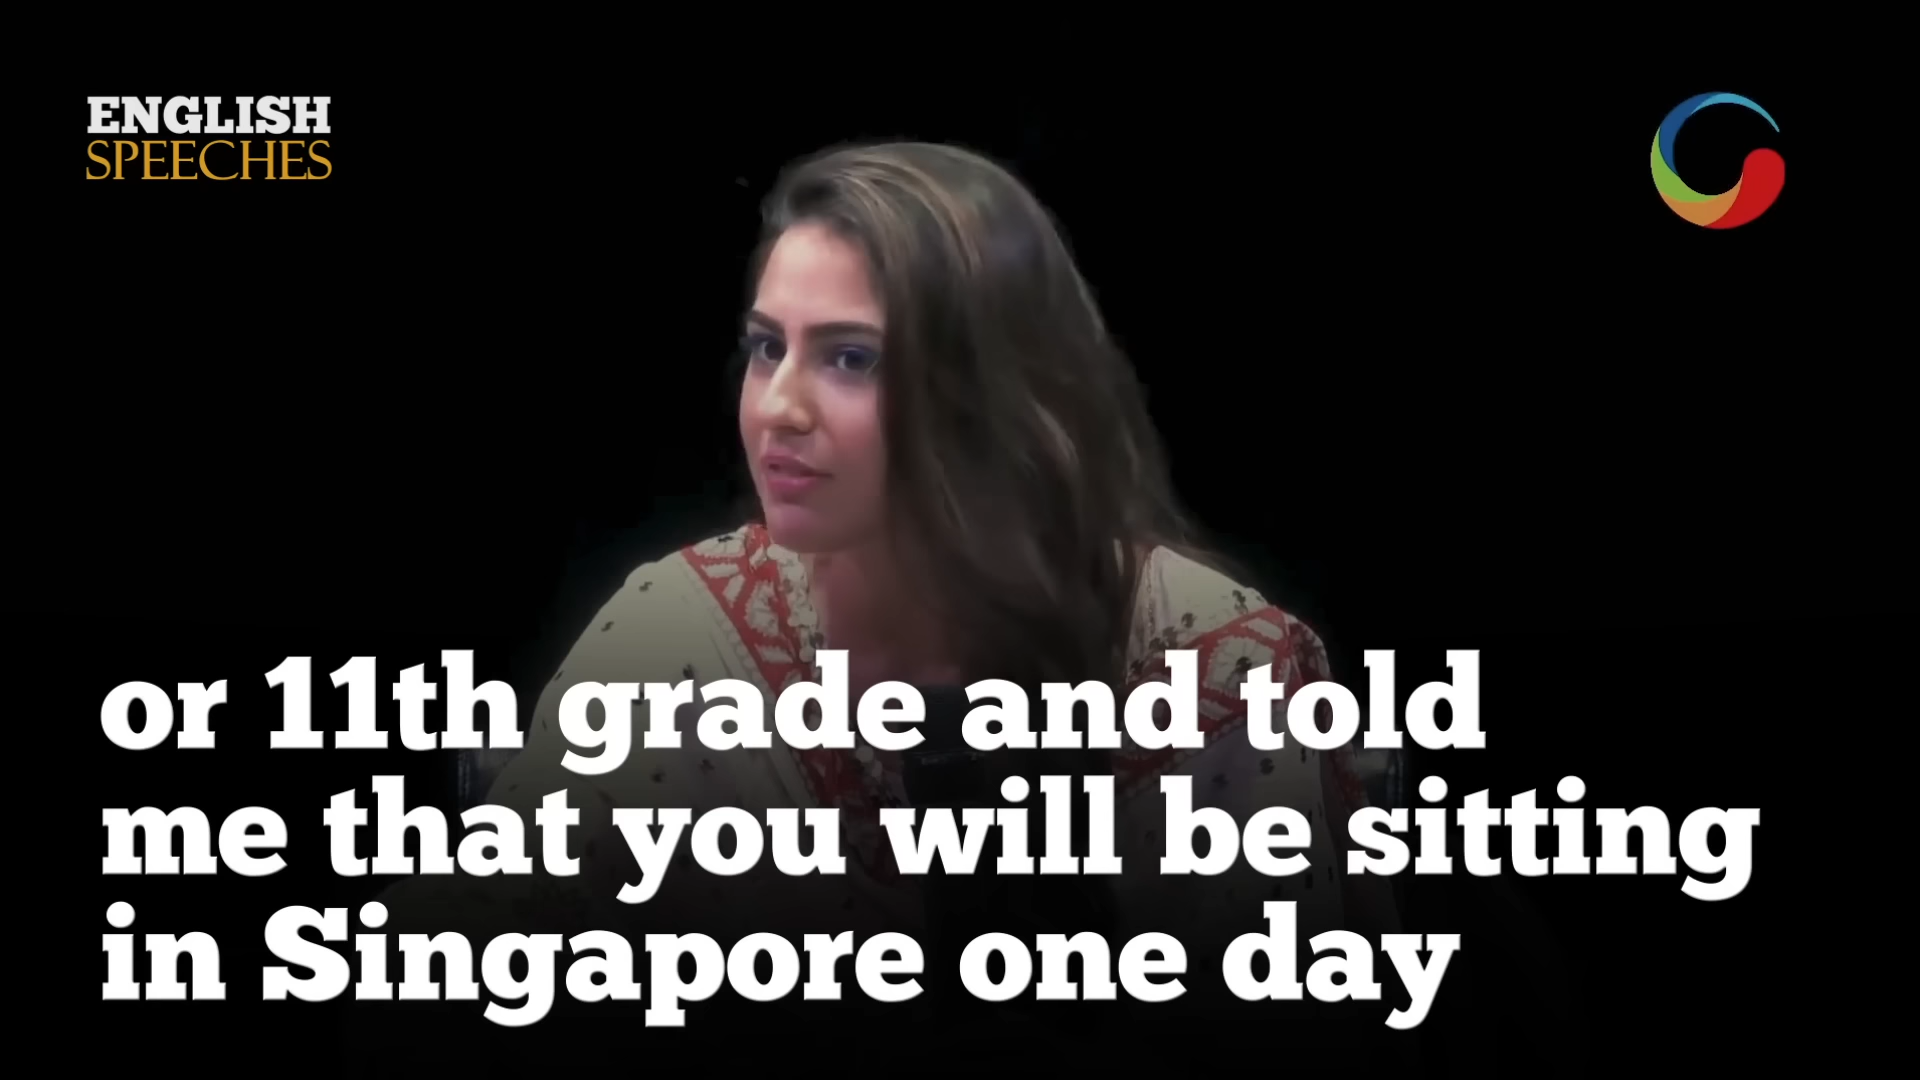 ENGLISH
SPEECHES
or 11th grade and told
me that you will be sitting
in Singapore one day